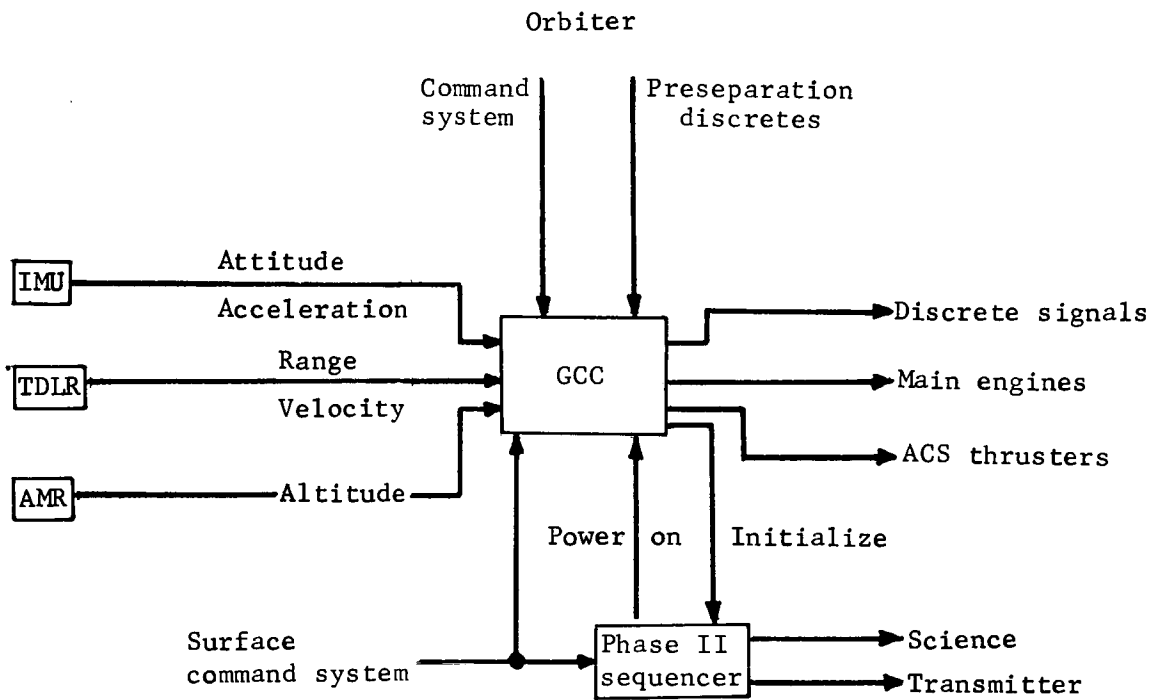 Orbiter
Command
system
Preseparation
discretes
IMU
Attitude
Acceleration
TDLR
Range
Velocity
AMR
Altitude
GCC
Discrete signals
Main engines
ACS thrusters
Power on
Initialize
Surface
command system
Phase II
sequencer
Science
Transmitter